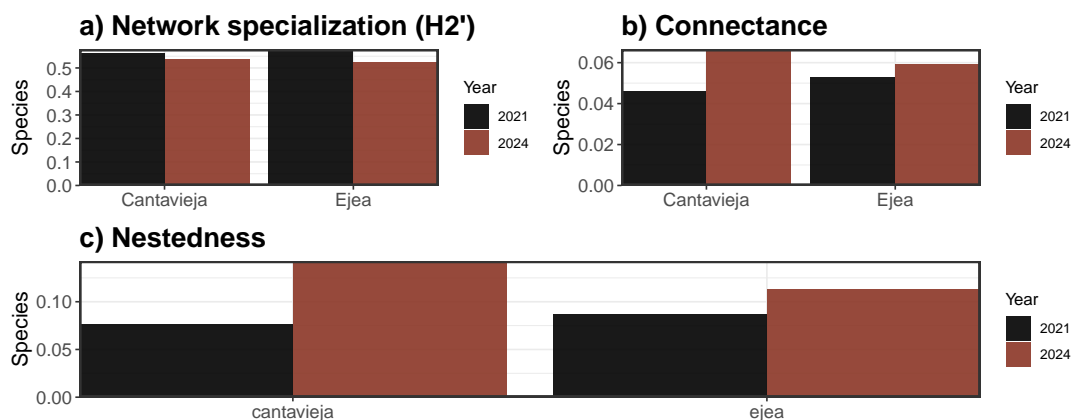 a) Network specialization (H2')
Species
0.5
0.4
0.3
0.2
0.1
0.0
Cantavieja
Ejea
Year
2021
2024
b) Connectance
Species
0.06
0.04
0.02
0.00
Cantavieja
Ejea
Year
2021
2024
c) Nestedness
Species
0.10
0.05
0.00
cantavieja
ejea
Year
2021
2024